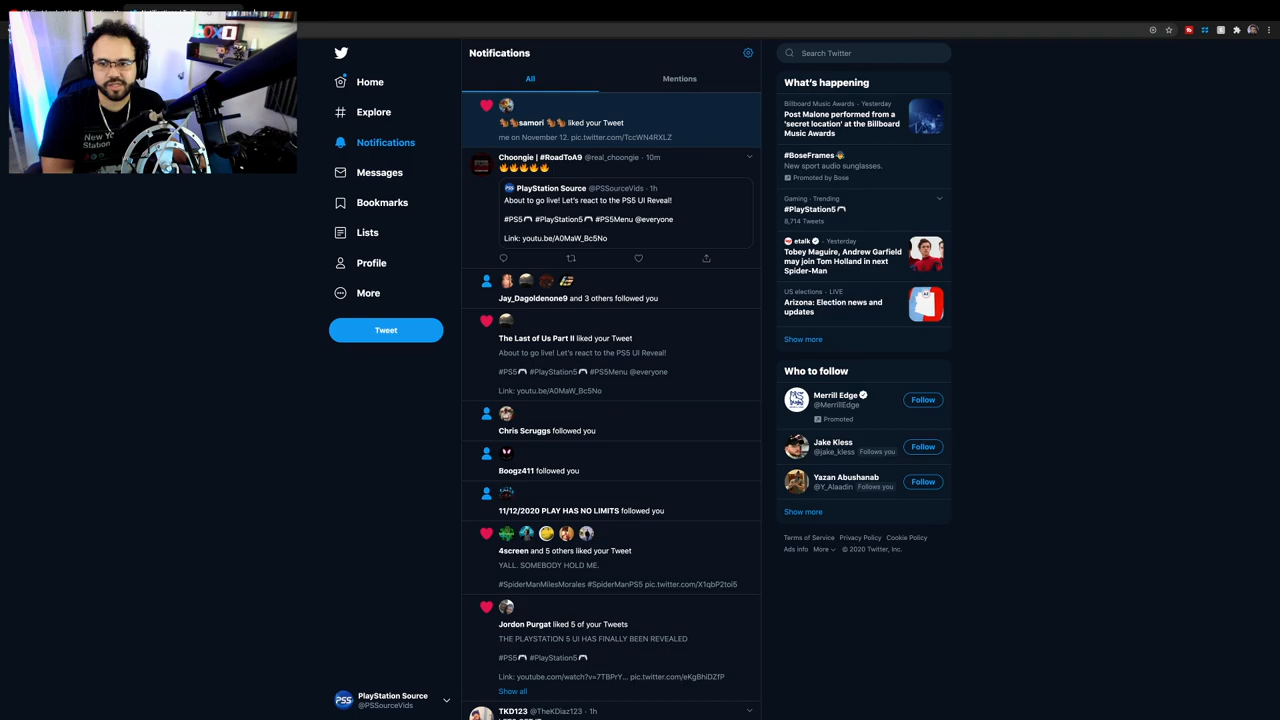 Home
Explore
Notifications
Messages
Bookmarks
Lists
Profile
More
Tweet
PlayStation Source
@PSSourceVids
Notifications
All
Mentions
samori liked your Tweet
me on November 12. pic.twitter.com/TccWN4RXLZ
Choongie | #RoadToA9 @real_choongie · 10m
🔥🔥🔥🔥🔥
PlayStation Source @PSSourceVids · 1h
About to go live! Let's react to the PS5 UI Reveal!
#PS5🎮 #PlayStation5🎮 #PS5Menu @everyone
Link: youtu.be/A0MaW_Bc5No
Jay_Dagoldenone9 and 3 others followed you
The Last of Us Part II liked your Tweet
About to go live! Let's react to the PS5 UI Reveal!
#PS5🎮 #PlayStation5🎮 #PS5Menu @everyone
Link: youtu.be/A0MaW_Bc5No
Chris Scruggs followed you
Boogz411 followed you
11/12/2020 PLAY HAS NO LIMITS followed you
4screen and 5 others liked your Tweet
YALL. SOMEBODY HOLD ME.
#SpiderManMilesMorales #SpiderManPS5 pic.twitter.com/X1qbP2toi5
Jordon Purgat liked 5 of your Tweets
THE PLAYSTATION 5 UI HAS FINALLY BEEN REVEALED
#PS5🎮 #PlayStation5🎮
Link: youtube.com/watch?v=7TBPrY... pic.twitter.com/eKgBhIDZfP
Show all
TKD123 @TheKDiaz123 · 1h
Search Twitter
What's happening
Billboard Music Awards · Yesterday
Post Malone performed from a
'secret location' at the Billboard
Music Awards
#BoseFrames
New sport audio sunglasses.
Promoted by Bose
Gaming · Trending
#PlayStation5🎮
8,714 Tweets
etalk · Yesterday
Tobey Maguire, Andrew Garfield
may join Tom Holland in next
Spider-Man
US elections · LIVE
Arizona: Election news and
updates
Show more
Who to follow
Merrill Edge
@MerrillEdge
Follow
Promoted
Jake Kless
@jake_kless Follows you
Follow
Yazan Abushanab
@Y_Alaadin Follows you
Follow
Show more
Terms of Service Privacy Policy Cookie Policy
Ads info More © 2020 Twitter, Inc.